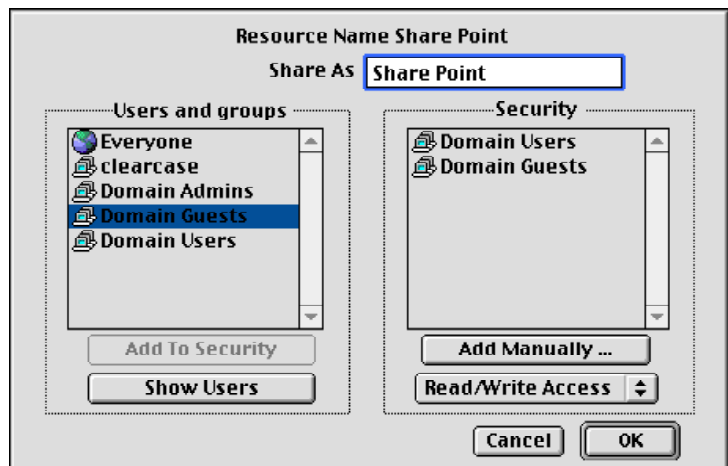 Resource Name Share Point
Share As Share Point
Users and groups
Everyone
clearcase
Domain Admins
Domain Guests
Domain Users
Add To Security
Show Users
Security
Domain Users
Domain Guests
Add Manually ...
Read/Write Access
Cancel OK